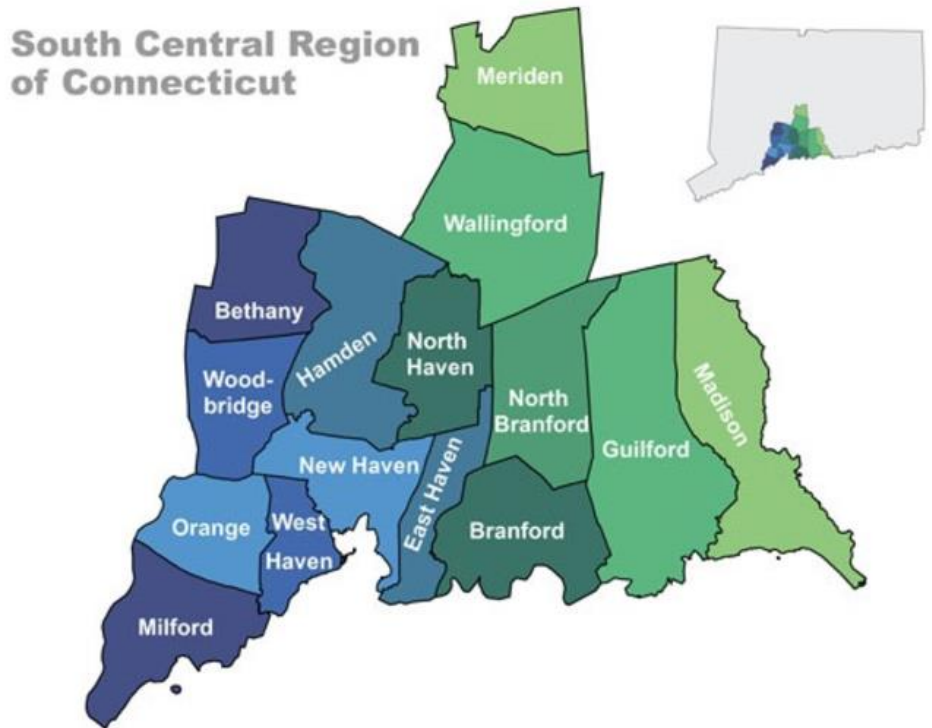 South Central Region
of Connecticut
Meriden
Wallingford
Bethany
Hamden
North
Haven
Wood-
bridge
North
Branford
Madison
Guilford
New Haven
East Haven
Orange
West
Haven
Branford
Milford